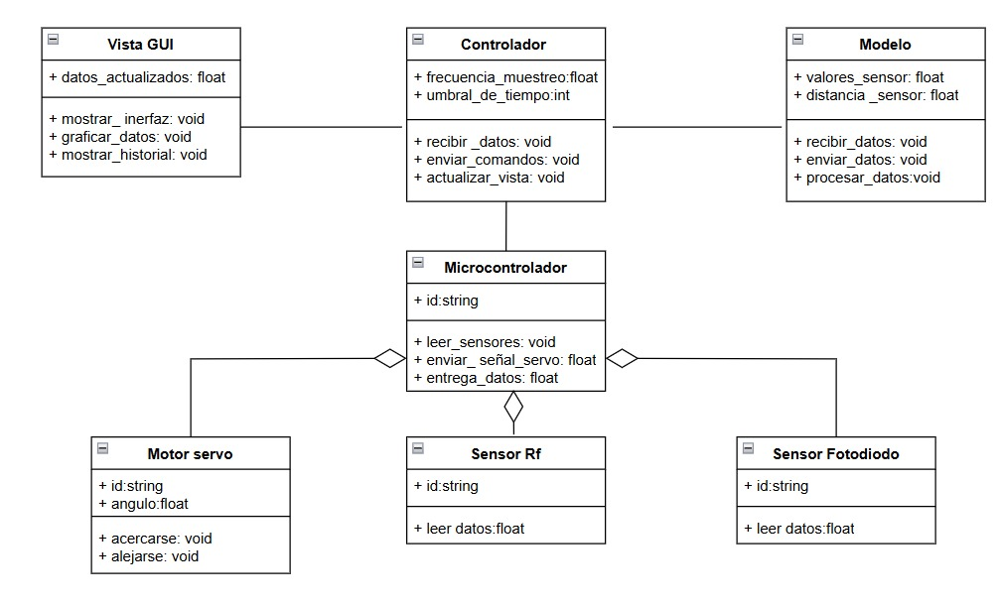 Vista GUI
+ datos_actualizados: float
+ mostrar_ inerfaz: void
+ graficar_datos: void
+ mostrar_historial: void
Controlador
+ frecuencia_muestreo:float
+ umbral_de_tiempo:int
+ recibir _datos: void
+ enviar_comandos: void
+ actualizar_vista: void
Modelo
+ valores_sensor: float
+ distancia _sensor: float
+ recibir_datos: void
+ enviar_datos: void
+ procesar_datos:void
Microcontrolador
+ id:string
+ leer_sensores: void
+ enviar_ señal_servo: float
+ entrega_datos: float
Motor servo
+ id:string
+ angulo:float
+ acercarse: void
+ alejarse: void
Sensor Rf
+ id:string
+ leer datos:float
Sensor Fotodiodo
+ id:string
+ leer datos:float